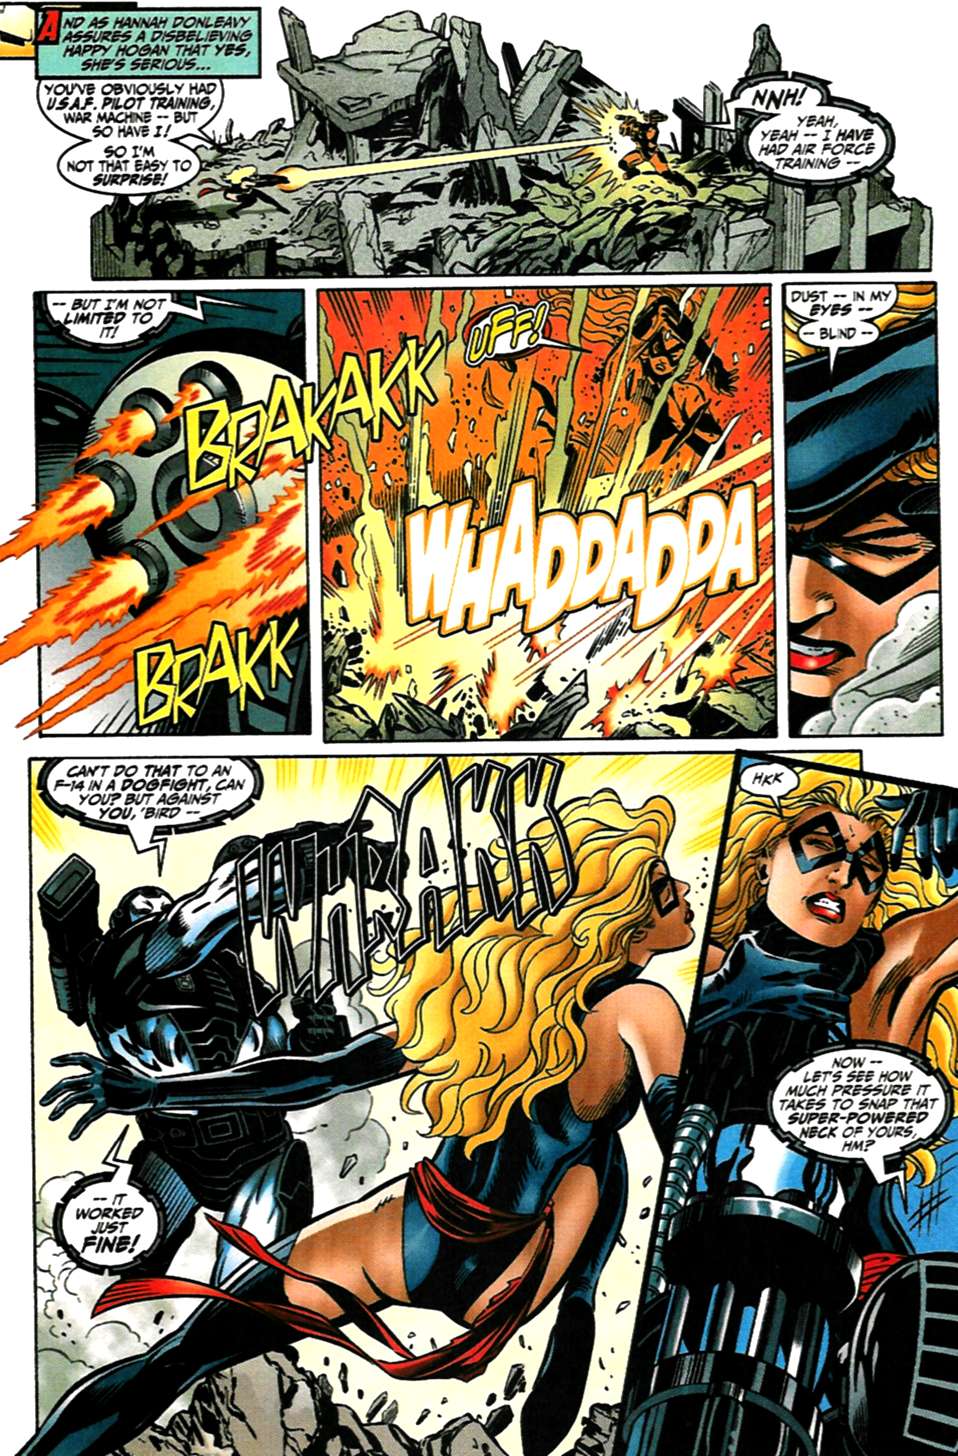 AND AS HANNAH DONLEAVY
ASSURES A DISBELIEVING
HAPPY HOGAN THAT YES,
SHE'S SERIOUS...
YOU'VE OBVIOUSLY HAD
U.S.A.F. PILOT TRAINING,
WAR MACHINE -- BUT
SO HAVE I!
SO I'M
NOT THAT EASY TO
SURPRISE!
NNH!
YEAH,
YEAH -- I HAVE
HAD AIR FORCE
TRAINING --
-- BUT I'M NOT
LIMITED TO
IT!
BRAKAKK
BRAKK
UFF!
WHADDADDA
DUST -- IN MY
EYES --
-- BLIND --
CAN'T DO THAT TO AN
F-14 IN A DOGFIGHT, CAN
YOU? BUT AGAINST
YOU, 'BIRD --
WHRAKK
-- IT
WORKED
JUST
FINE!
HKK
NOW --
LET'S SEE HOW
MUCH PRESSURE IT
TAKES TO SNAP THAT
SUPER-POWERED
NECK OF YOURS,
HM?